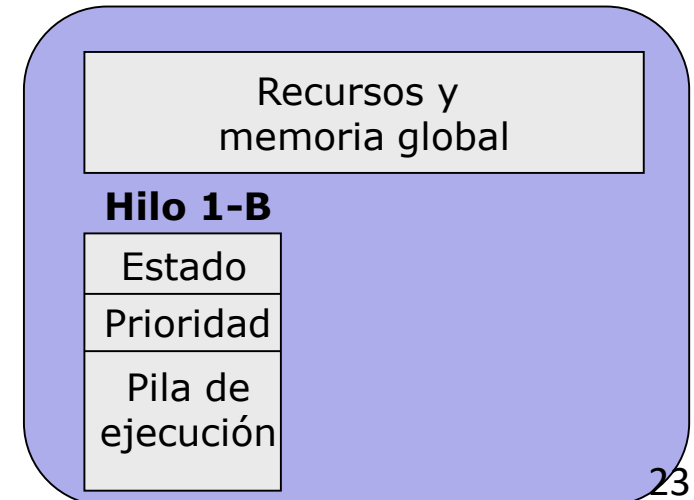 Recursos y
memoria global
Hilo 1-B
Estado
Prioridad
Pila de
ejecución
23